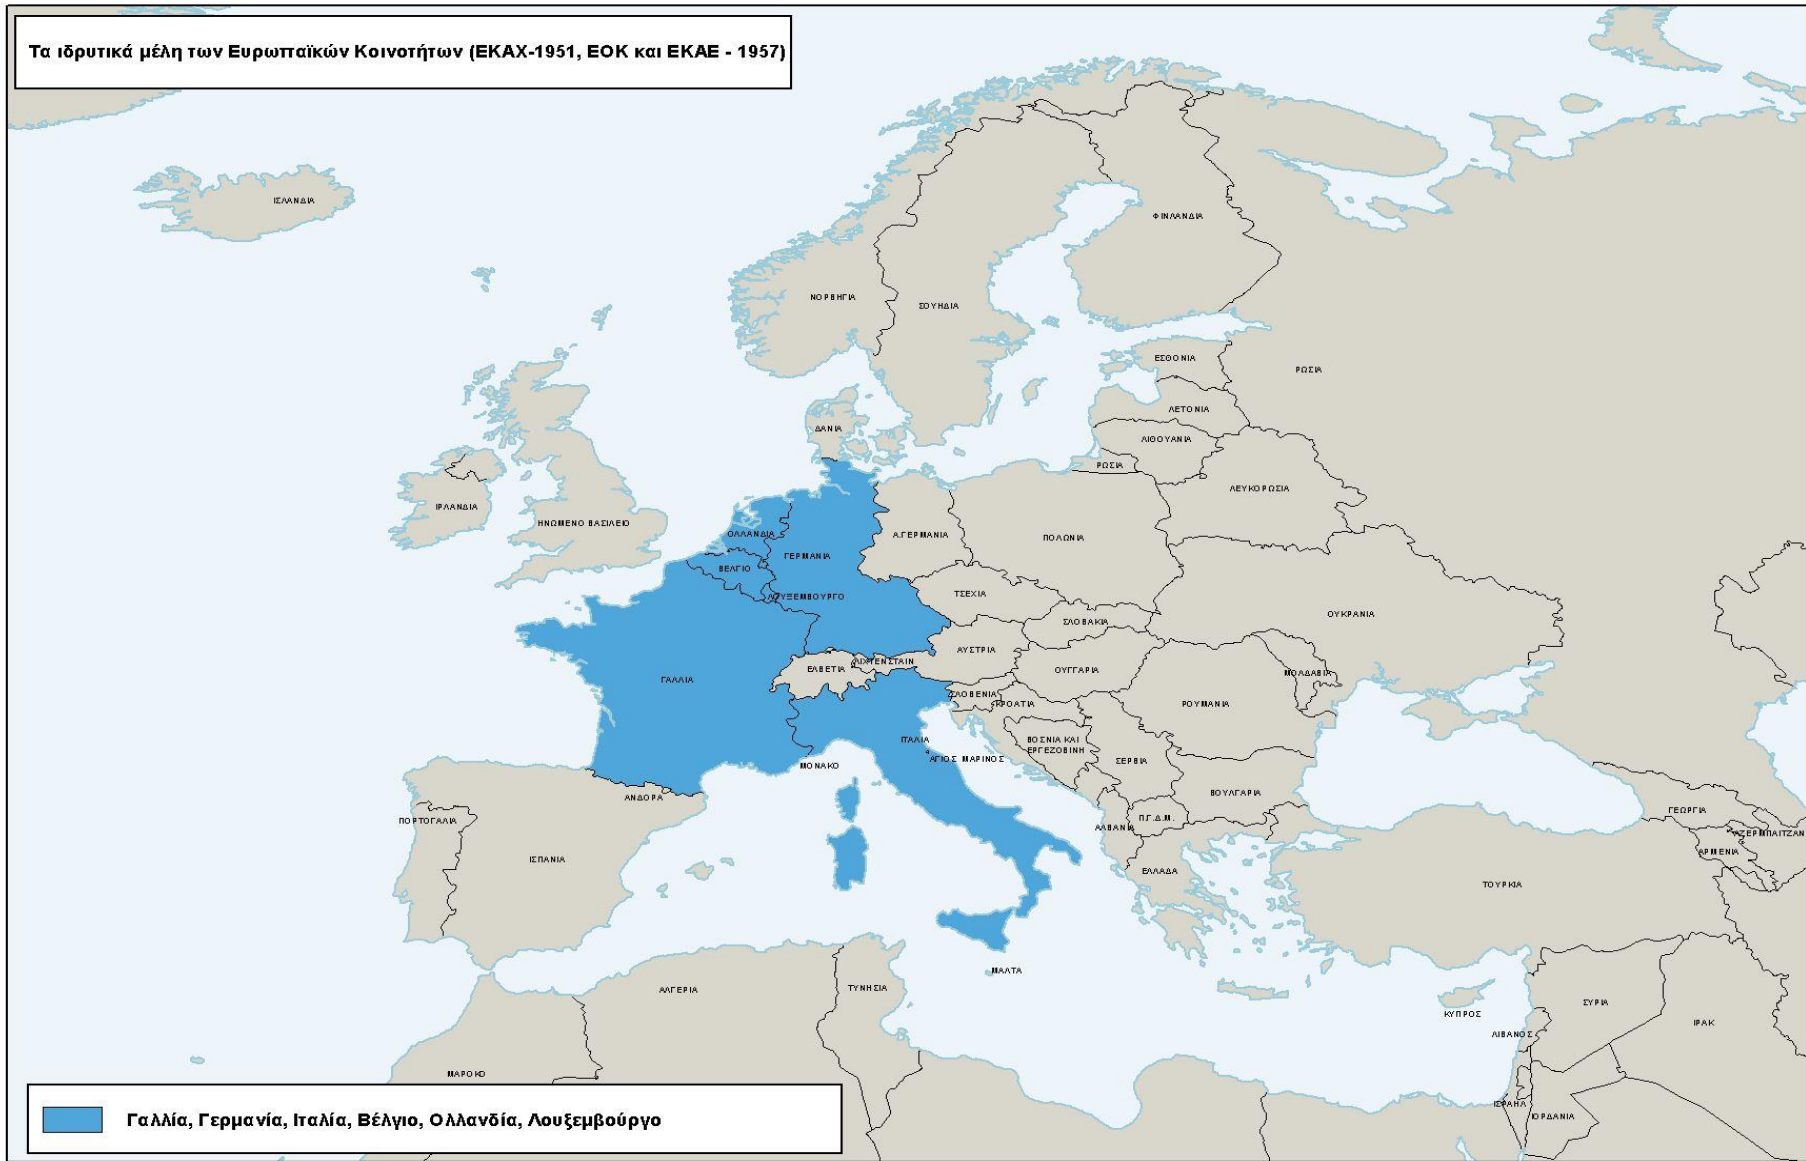 Τα ιδρυτικά μέλη των Ευρωπαϊκών Κοινοτήτων (ΕΚΑΧ-1951, ΕΟΚ και ΕΚΑΕ - 1957)
ΙΣΛΑΝΔΙΑ
ΦΙΝΛΑΝΔΙΑ
ΝΟΡΒΗΓΙΑ
ΣΟΥΗΔΙΑ
ΕΣΘΟΝΙΑ
ΡΩΣΙΑ
ΛΕΤΟΝΙΑ
ΔΑΝΙΑ
ΛΙΘΟΥΑΝΙΑ
ΡΩΣΙΑ
ΛΕΥΚΟΡΩΣΙΑ
ΙΡΛΑΝΔΙΑ
ΗΝΩΜΕΝΟ ΒΑΣΙΛΕΙΟ
ΟΛΛΑΝΔΙΑ
Α.ΓΕΡΜΑΝΙΑ
ΠΟΛΩΝΙΑ
ΓΕΡΜΑΝΙΑ
ΒΕΛΓΙΟ
ΛΟΥΞΕΜΒΟΥΡΓΟ
ΤΣΕΧΙΑ
ΟΥΚΡΑΝΙΑ
ΣΛΟΒΑΚΙΑ
ΑΥΣΤΡΙΑ
ΛΙΧΤΕΝΣΤΑΙΝ
ΕΛΒΕΤΙΑ
ΟΥΓΓΑΡΙΑ
ΜΟΛΔΑΒΙΑ
ΓΑΛΛΙΑ
ΣΛΟΒΕΝΙΑ
ΚΡΟΑΤΙΑ
ΡΟΥΜΑΝΙΑ
ΙΤΑΛΙΑ
ΒΟΣΝΙΑ ΚΑΙ
ΕΡΓΕΖΟΒΙΝΗ
ΑΓΙΟΣ ΜΑΡΙΝΟΣ
ΣΕΡΒΙΑ
ΜΟΝΑΚΟ
ΒΟΥΛΓΑΡΙΑ
ΑΝΔΟΡΑ
ΓΕΩΡΓΙΑ
ΠΟΡΤΟΓΑΛΙΑ
Π.Γ.Δ.Μ.
ΑΛΒΑΝΙΑ
ΑΖΕΡΜΠΑΙΤΖΑΝ
ΑΡΜΕΝΙΑ
ΙΣΠΑΝΙΑ
ΕΛΛΑΔΑ
ΤΟΥΡΚΙΑ
ΜΑΛΤΑ
ΑΛΓΕΡΙΑ
ΤΥΝΗΣΙΑ
ΣΥΡΙΑ
ΚΥΠΡΟΣ
ΙΡΑΚ
ΛΙΒΑΝΟΣ
ΜΑΡΟΚΟ
ΙΣΡΑΗΛ
ΙΟΡΔΑΝΙΑ
Γαλλία, Γερμανία, Ιταλία, Βέλγιο, Ολλανδία, Λουξεμβούργο